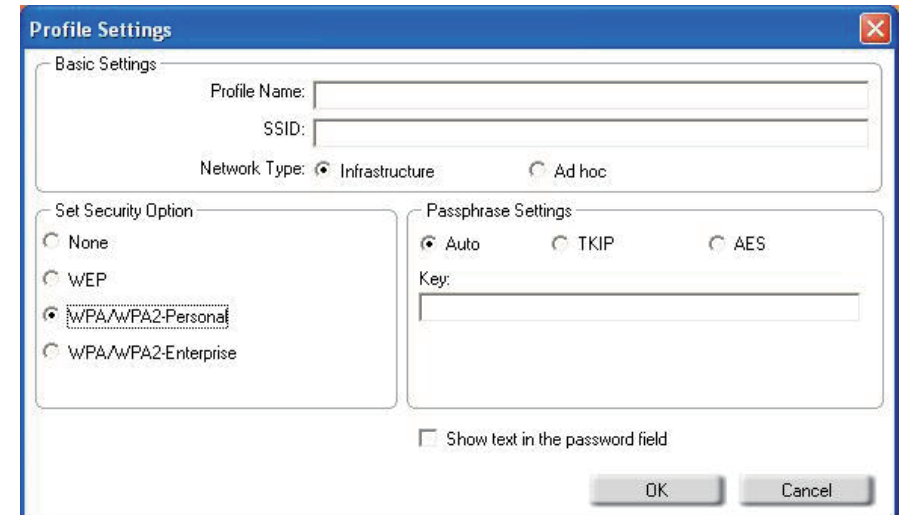 Profile Settings
Basic Settings
Profile Name:
SSID:
Network Type: Infrastructure Ad hoc
Set Security Option
None
WEP
WPA/WPA2-Personal
WPA/WPA2-Enterprise
Passphrase Settings
Auto TKIP AES
Key:
Show text in the password field
OK Cancel